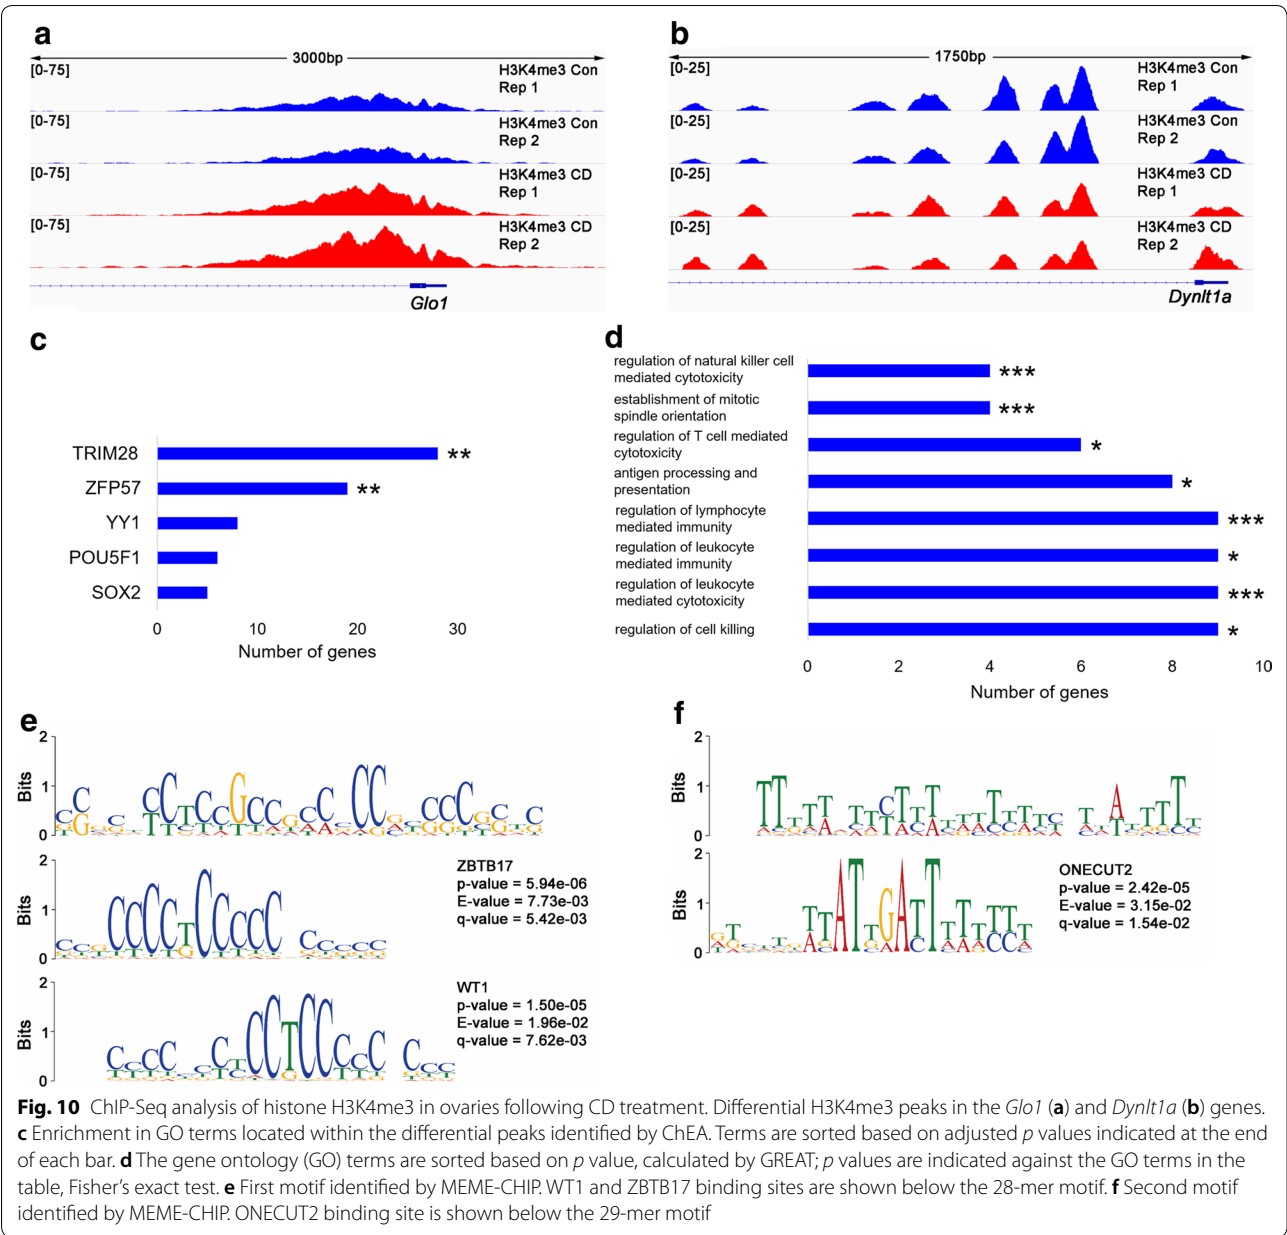 a
3000bp
[0-75]
H3K4me3 Con
Rep 1
[0-75]
H3K4me3 Con
Rep 2
[0-75]
H3K4me3 CD
Rep 1
[0-75]
H3K4me3 CD
Rep 2
Glo1
b
1750bp
[0-25]
H3K4me3 Con
Rep 1
[0-25]
H3K4me3 Con
Rep 2
[0-25]
H3K4me3 CD
Rep 1
[0-25]
H3K4me3 CD
Rep 2
Dynlt1a
c
TRIM28 **
ZFP57 **
YY1
POU5F1
SOX2
0 10 20 30
Number of genes
d
regulation of natural killer cell
mediated cytotoxicity ***
establishment of mitotic
spindle orientation ***
regulation of T cell mediated
cytotoxicity *
antigen processing and
presentation *
regulation of lymphocyte
mediated immunity ***
regulation of leukocyte
mediated immunity *
regulation of leukocyte
mediated cytotoxicity ***
regulation of cell killing *
0 2 4 6 8 10
Number of genes
e
2
1
0
Bits
2
1
0
Bits
ZBTB17
p-value = 5.94e-06
E-value = 7.73e-03
q-value = 5.42e-03
2
1
0
Bits
WT1
p-value = 1.50e-05
E-value = 1.96e-02
q-value = 7.62e-03
f
2
1
0
Bits
2
1
0
Bits
ONECUT2
p-value = 2.42e-05
E-value = 3.15e-02
q-value = 1.54e-02
Fig. 10 ChIP-Seq analysis of histone H3K4me3 in ovaries following CD treatment. Differential H3K4me3 peaks in the Glo1 (a) and Dynlt1a (b) genes.
c Enrichment in GO terms located within the differential peaks identified by ChEA. Terms are sorted based on adjusted p values indicated at the end
of each bar. d The gene ontology (GO) terms are sorted based on p value, calculated by GREAT; p values are indicated against the GO terms in the
table, Fisher's exact test. e First motif identified by MEME-CHIP. WT1 and ZBTB17 binding sites are shown below the 28-mer motif. f Second motif
identified by MEME-CHIP. ONECUT2 binding site is shown below the 29-mer motif